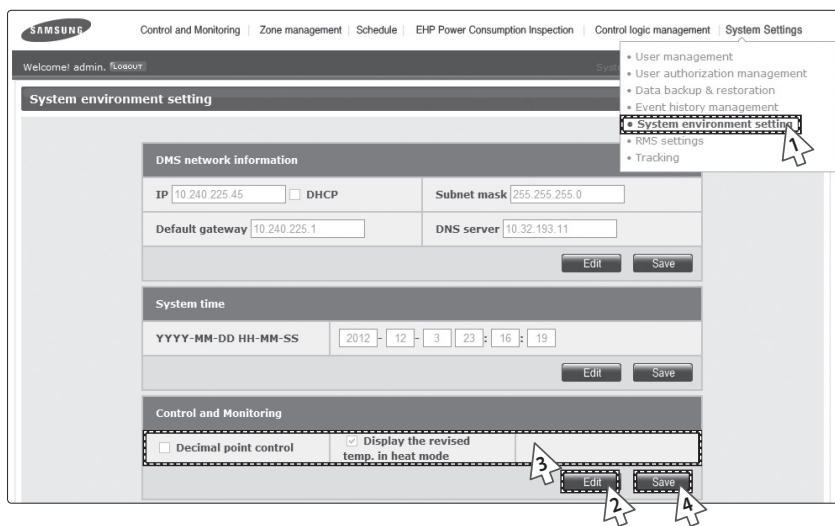 SAMSUNG
Control and Monitoring | Zone management | Schedule | EHP Power Consumption Inspection | Control logic management | System Settings
Welcome! admin. LOGOUT
• User management
• User authorization management
• Data backup & restoration
• Event history management
• System environment setting
• RMS settings
• Tracking
1
System environment setting
DMS network information
IP 10.240.225.45 DHCP Subnet mask 255.255.255.0
Default gateway 10.240.225.1 DNS server 10.32.193.11
Edit Save
System time
YYYY-MM-DD HH-MM-SS 2012 - 12 - 3 23 : 16 : 19
Edit Save
Control and Monitoring
Decimal point control
Display the revised
temp. in heat mode
3
Edit Save
2 4